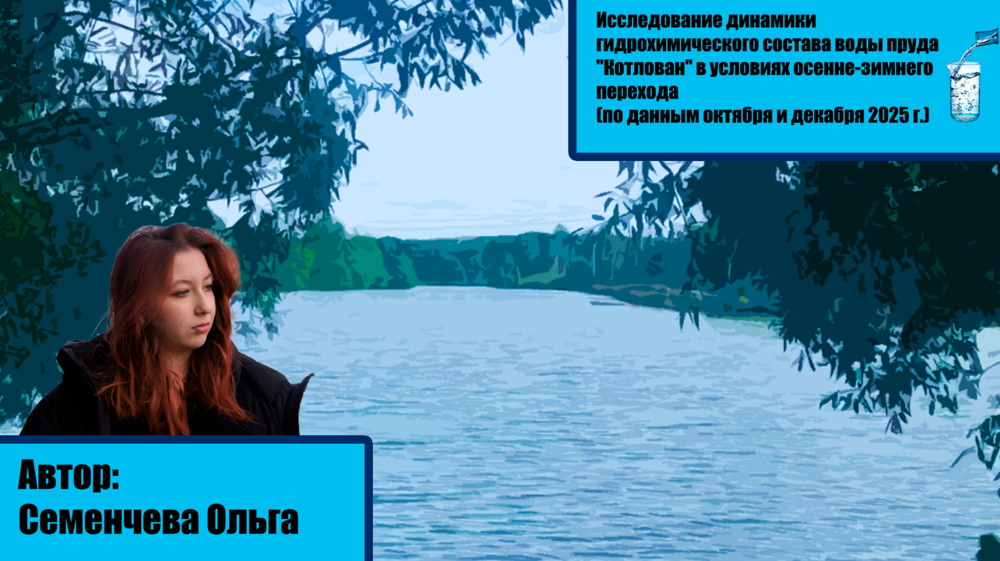 Исследование динамики
гидрохимического состава воды пруда
"Котлован" в условиях осенне-зимнего
перехода
(по данным октября и декабря 2025 г.)
Автор:
Семенчева Ольга